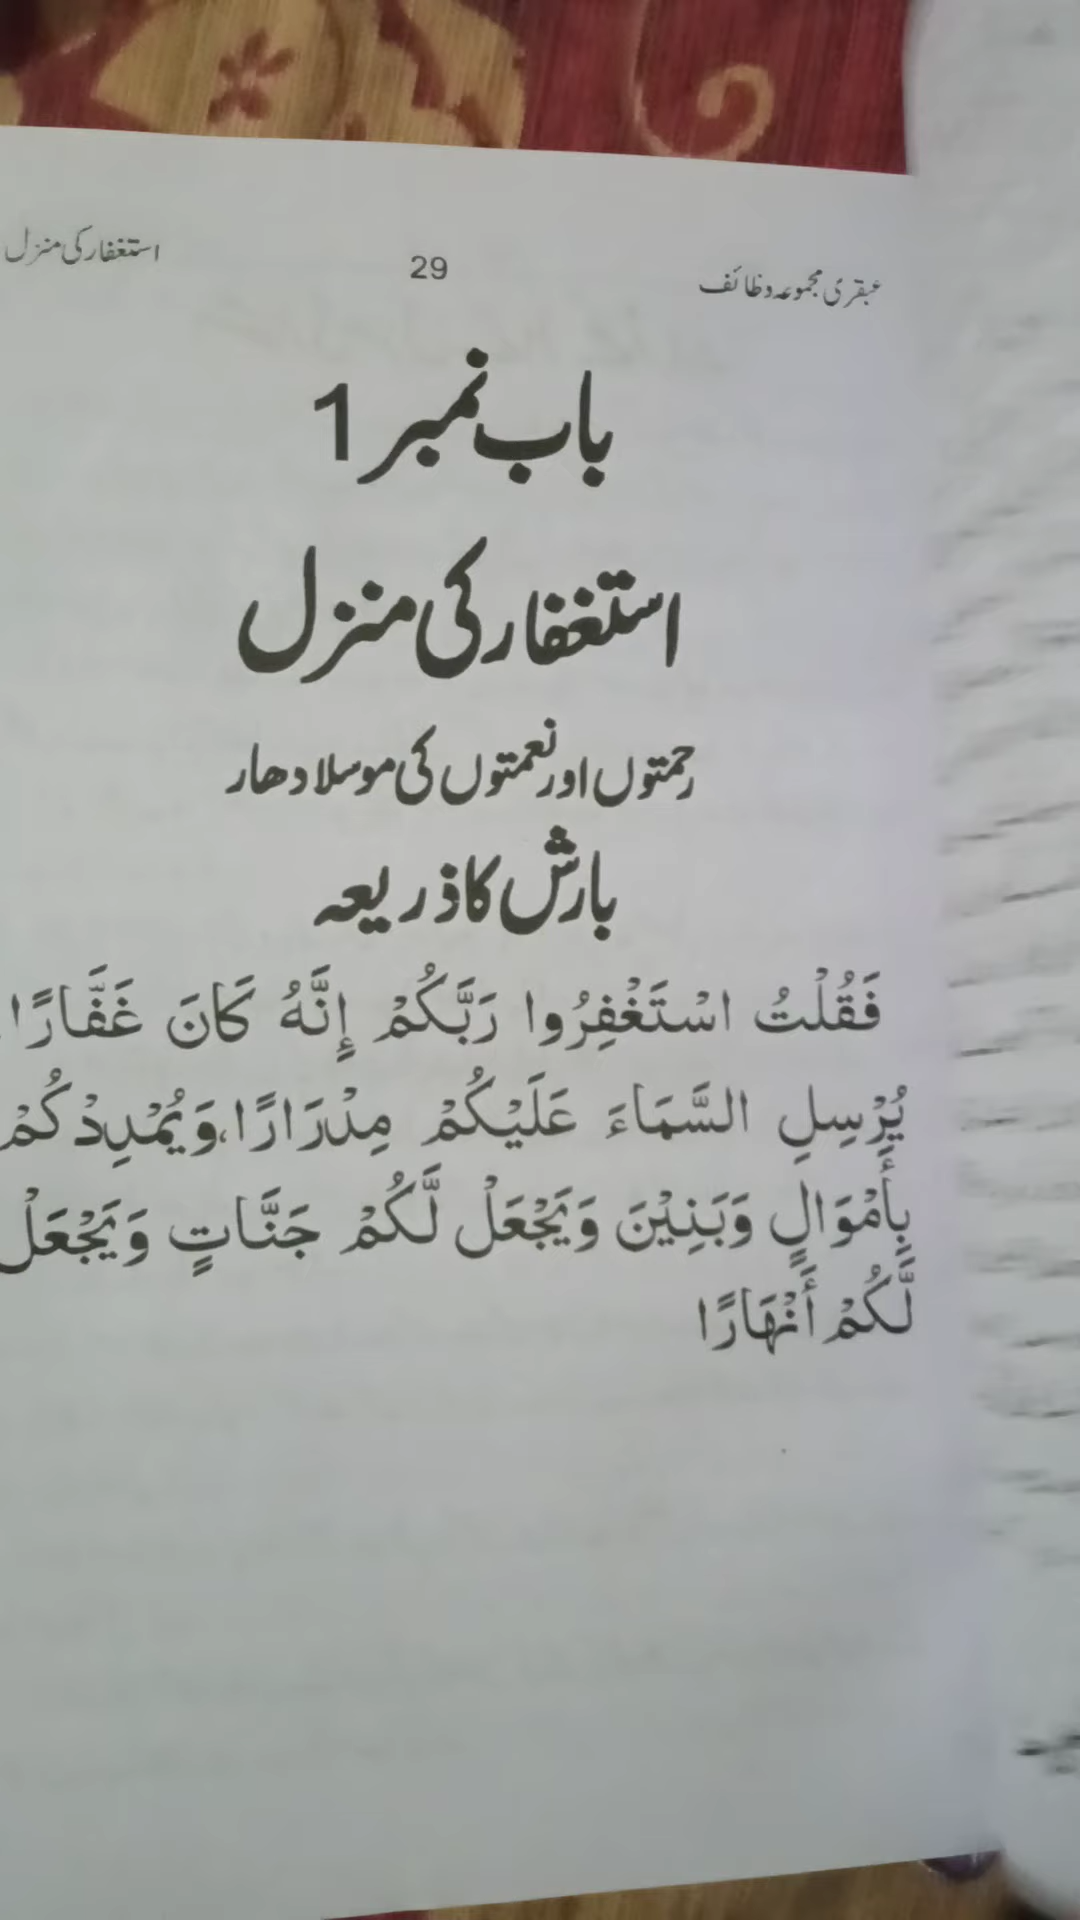 عبقری مجموعہ وظائف 29 استغفار کی منزل
باب نمبر 1
استغفار کی منزل
رحمتوں اور نعمتوں کی موسلا دھار
بارش کا ذریعہ
فَقُلْتُ اسْتَغْفِرُوا رَبَّكُمْ إِنَّهُ كَانَ غَفَّارًا
يُرْسِلِ السَّمَاءَ عَلَيْكُمْ مِدْرَارًا،وَيُمْدِدْكُمْ
بِأَمْوَالٍ وَبَنِيْنَ وَيَجْعَلْ لَّكُمْ جَنَّاتٍ وَيَجْعَلْ
لَّكُمْ أَنْهَارًا